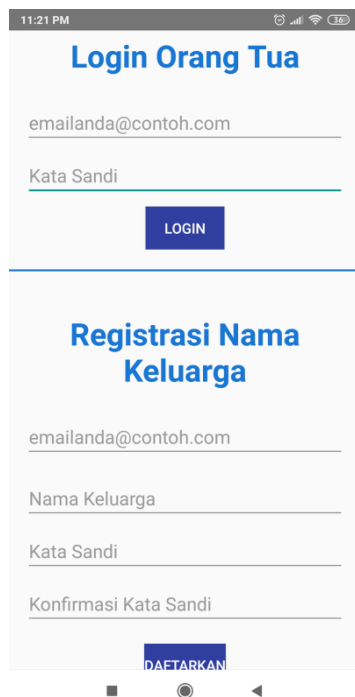 11:21 PM
36
Login Orang Tua
emailanda@contoh.com
Kata Sandi
LOGIN
Registrasi Nama
Keluarga
emailanda@contoh.com
Nama Keluarga
Kata Sandi
Konfirmasi Kata Sandi
DAFTARKAN